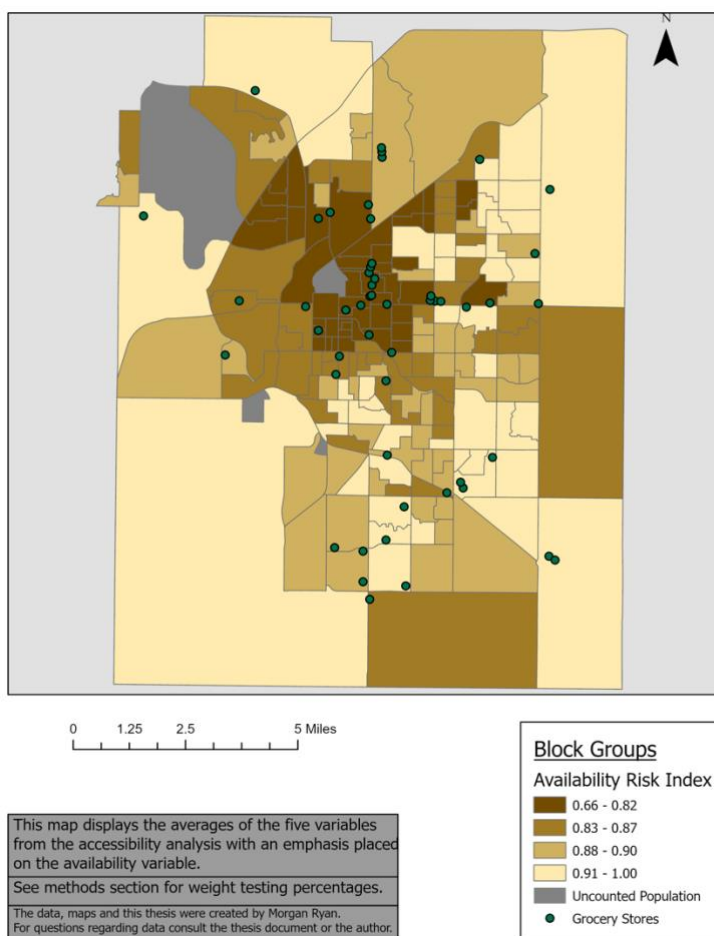 N
0 1.25 2.5 5 Miles
Block Groups
Availability Risk Index
0.66 - 0.82
0.83 - 0.87
0.88 - 0.90
0.91 - 1.00
Uncounted Population
Grocery Stores
This map displays the averages of the five variables
from the accessibility analysis with an emphasis placed
on the availability variable.
See methods section for weight testing percentages.
The data, maps and this thesis were created by Morgan Ryan.
For questions regarding data consult the thesis document or the author.